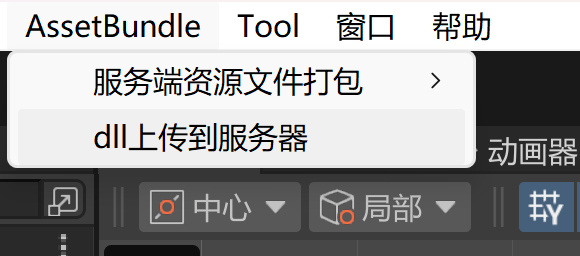 AssetBundle Tool 窗口 帮助
服务端资源文件打包
dll上传到服务器
动画器
中心 局部